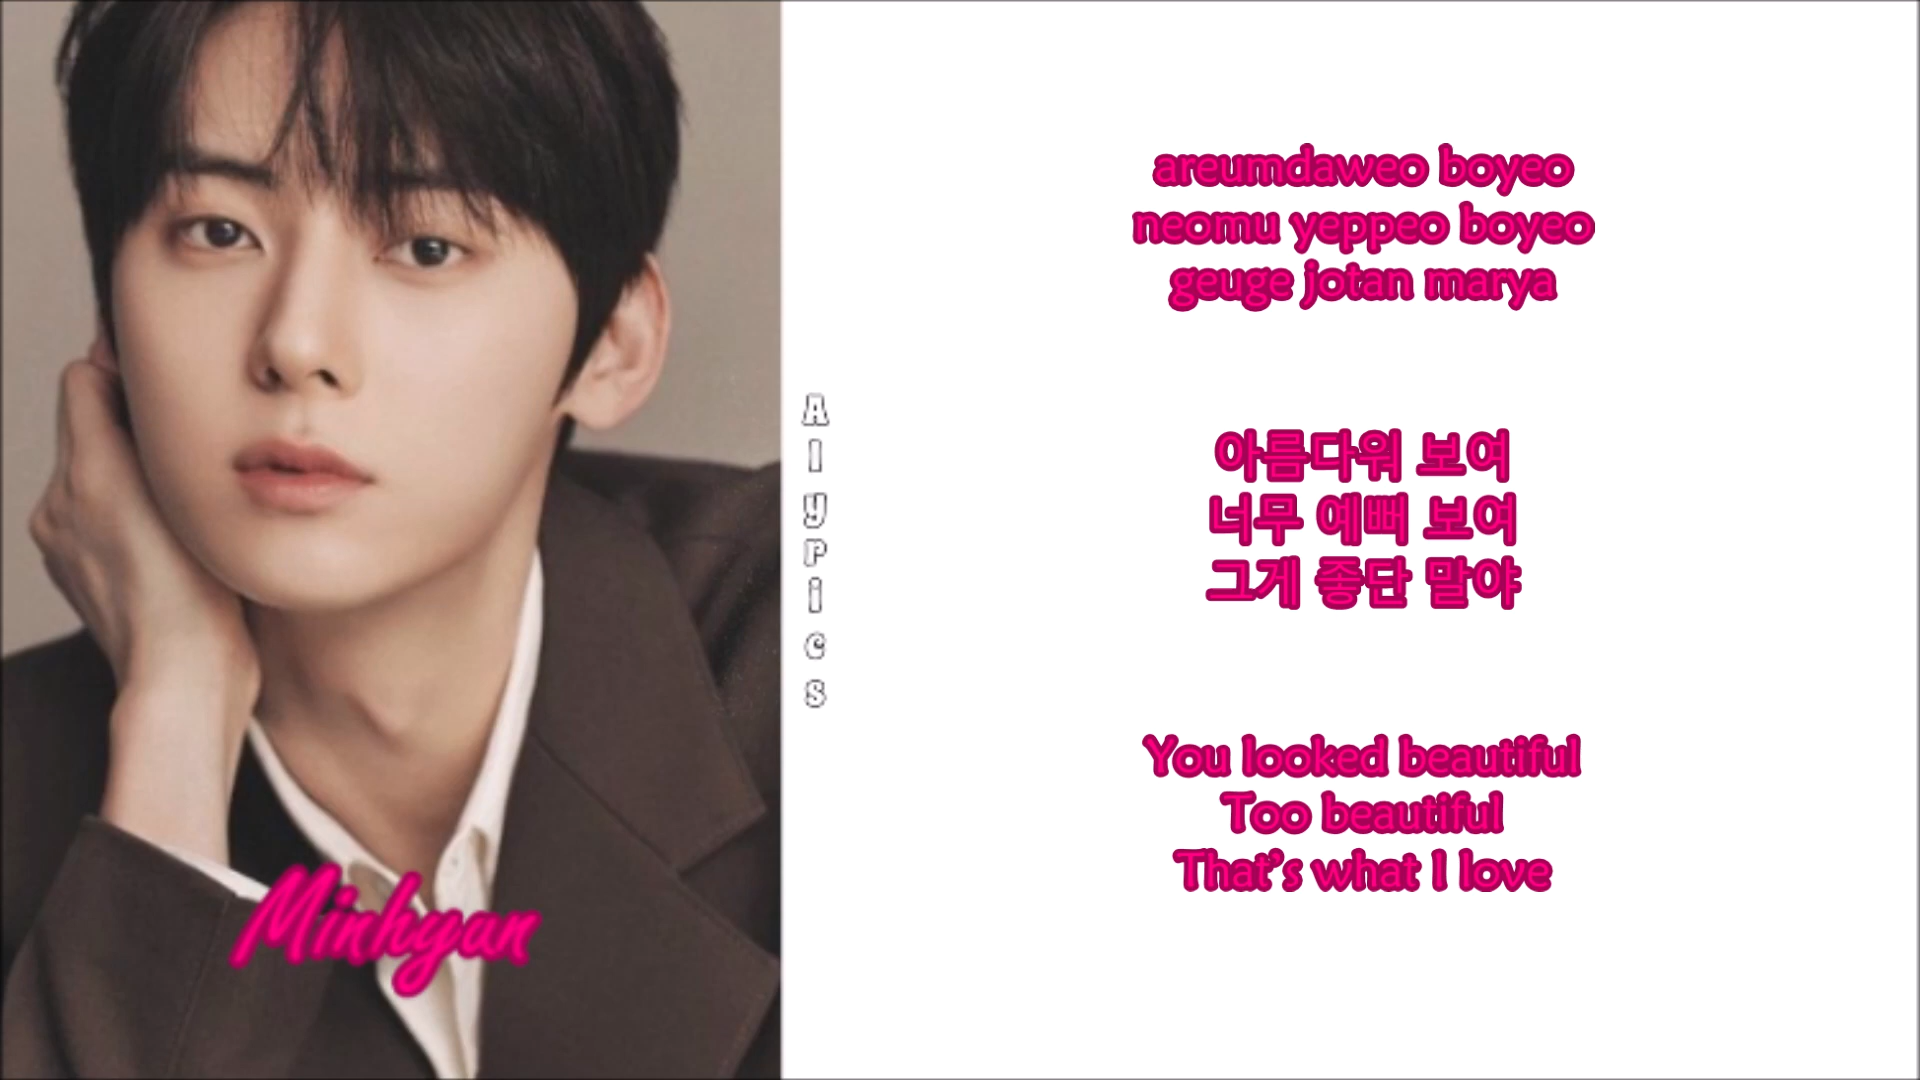 areumdaweo boyeo
neomu yeppeo boyeo
geuge jotan marya
아름다워 보여
너무 예뻐 보여
그게 좋단 말야
You looked beautiful
Too beautiful
That's what I love
Alyrics
Minhyun